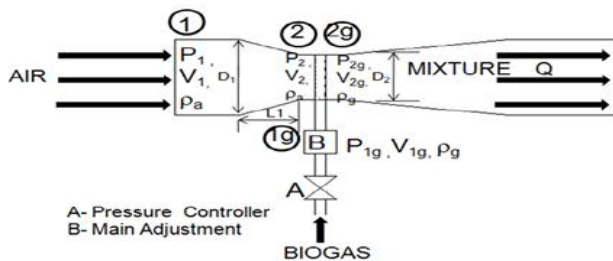 1 2 2g
P1, P2, P2g,
AIR V1, D1 V2, V2g, D2 MIXTURE Q
ρa ρa ρg
L1
1g B P1g ,V1g, ρg
A
A- Pressure Controller
B- Main Adjustment
BIOGAS